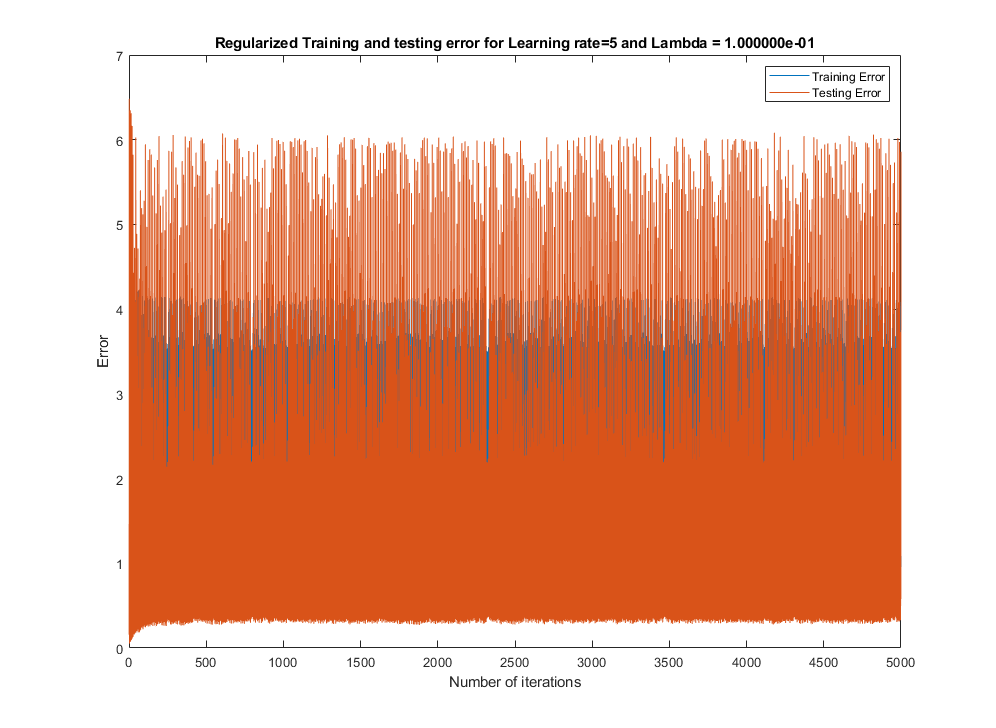 Regularized Training and testing error for Learning rate=5 and Lambda = 1.000000e-01
Training Error
Testing Error
7
6
5
4
3
2
1
0
Error
0 500 1000 1500 2000 2500 3000 3500 4000 4500 5000
Number of iterations